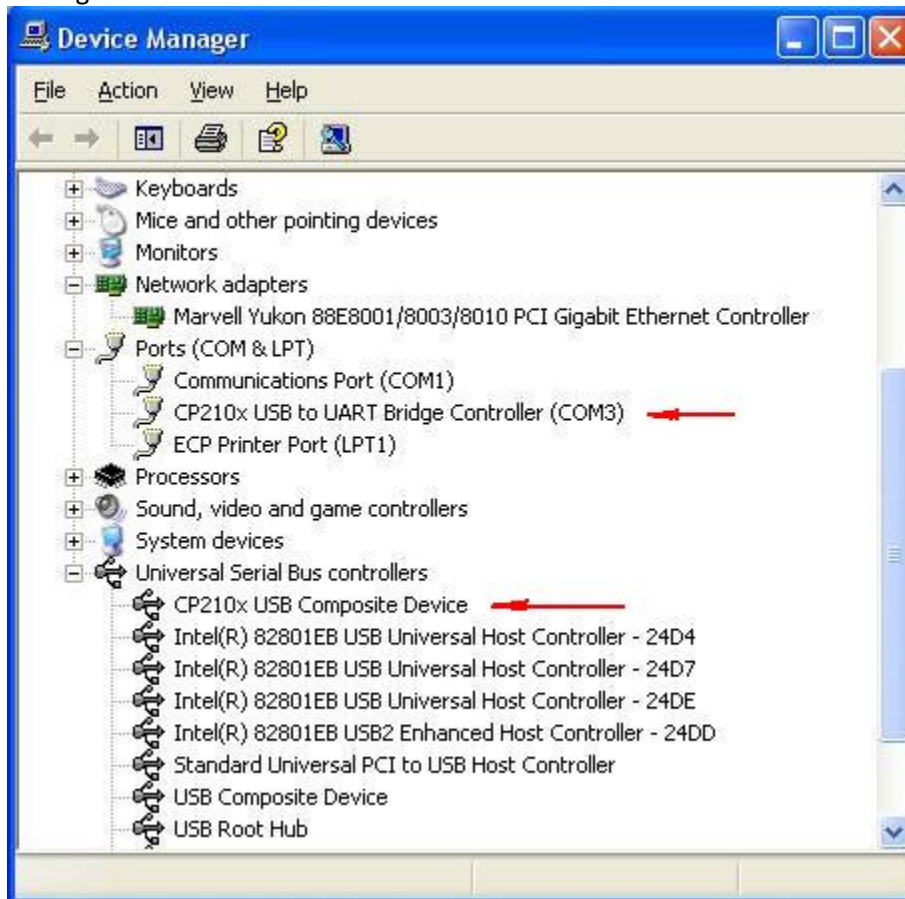 Device Manager
File Action View Help
Keyboards
Mice and other pointing devices
Monitors
Network adapters
Marvell Yukon 88E8001/8003/8010 PCI Gigabit Ethernet Controller
Ports (COM & LPT)
Communications Port (COM1)
CP210x USB to UART Bridge Controller (COM3)
ECP Printer Port (LPT1)
Processors
Sound, video and game controllers
System devices
Universal Serial Bus controllers
CP210x USB Composite Device
Intel(R) 82801EB USB Universal Host Controller - 24D4
Intel(R) 82801EB USB Universal Host Controller - 24D7
Intel(R) 82801EB USB Universal Host Controller - 24DE
Intel(R) 82801EB USB2 Enhanced Host Controller - 24DD
Standard Universal PCI to USB Host Controller
USB Composite Device
USB Root Hub